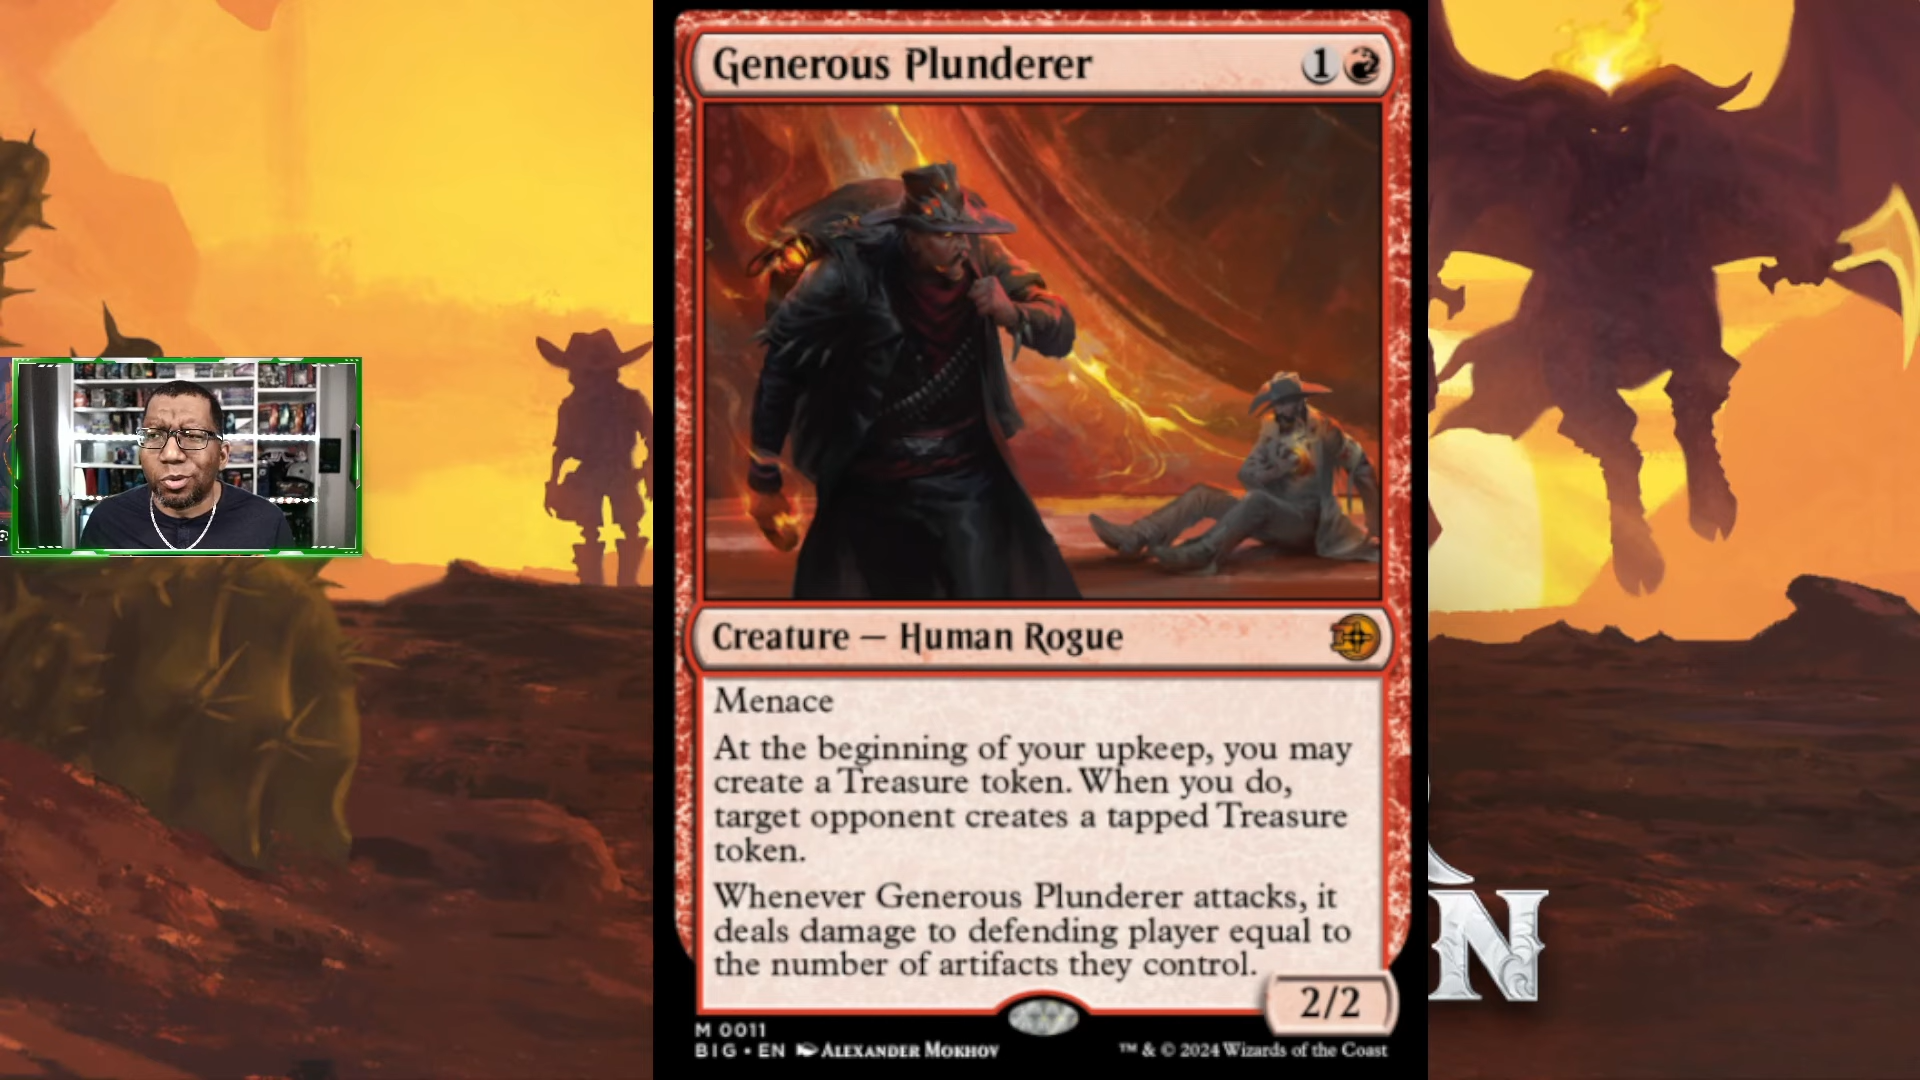 Generous Plunderer 1
Creature — Human Rogue
Menace
At the beginning of your upkeep, you may
create a Treasure token. When you do,
target opponent creates a tapped Treasure
token.
Whenever Generous Plunderer attacks, it
deals damage to defending player equal to
the number of artifacts they control.
2/2
M 0011
BIG • EN ALEXANDER MOKHOV
™ & © 2024 Wizards of the Coast
N